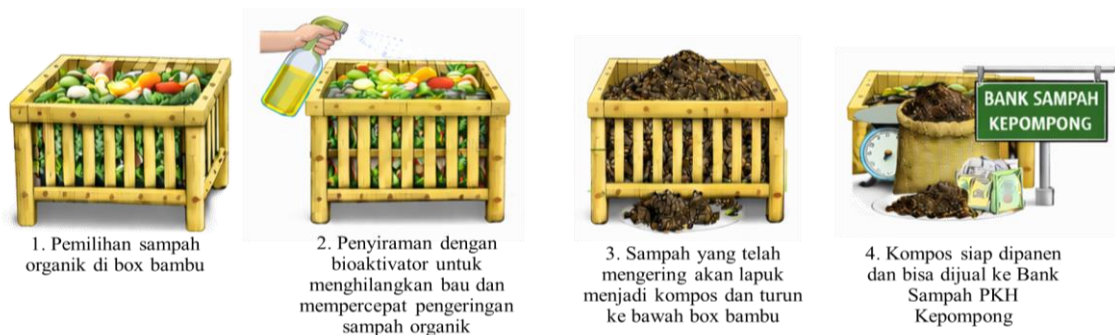 BANK SAMPAH
KEPOMPONG
1. Pemilihan sampah
organik di box bambu
2. Penyiraman dengan
bioaktivator untuk
menghilangkan bau dan
mempercepat pengeringan
sampah organik
3. Sampah yang telah
mengering akan lapuk
menjadi kompos dan turun
ke bawah box bambu
4. Kompos siap dipanen
dan bisa dijual ke Bank
Sampah PKH
Kepompong